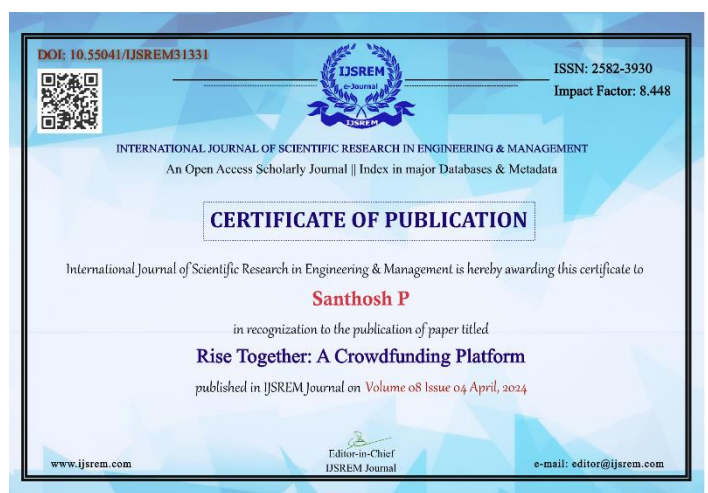 DOI: 10.55041/IJSREM31331
ISSN: 2582-3930
Impact Factor: 8.448
IJSREM
e-Journal
IJSREM
INTERNATIONAL JOURNAL OF SCIENTIFIC RESEARCH IN ENGINEERING & MANAGEMENT
An Open Access Scholarly Journal || Index in major Databases & Metadata
CERTIFICATE OF PUBLICATION
International Journal of Scientific Research in Engineering & Management is hereby awarding this certificate to
Santhosh P
in recognization to the publication of paper titled
Rise Together: A Crowdfunding Platform
published in IJSREM Journal on Volume 08 Issue 04 April, 2024
Editor-in-Chief
IJSREM Journal
www.ijsrem.com
e-mail: editor@ijsrem.com